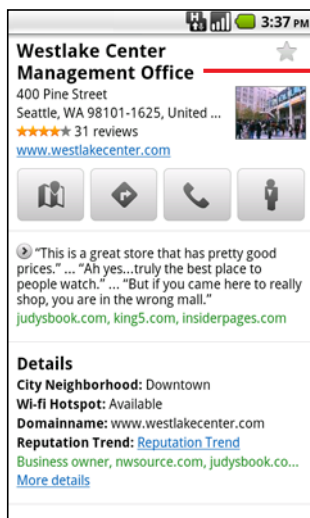 3:37 PM
Westlake Center
Management Office
400 Pine Street
Seattle, WA 98101-1625, United ...
31 reviews
www.westlakecenter.com
“This is a great store that has pretty good
prices.” ... “Ah yes...truly the best place to
people watch.” ... “But if you came here to really
shop, you are in the wrong mall.”
judysbook.com, king5.com, insiderpages.com
Details
City Neighborhood: Downtown
Wi-fi Hotspot: Available
Domainname: www.westlakecenter.com
Reputation Trend: Reputation Trend
Business owner, nwsource.com, judysbook.co...
More details